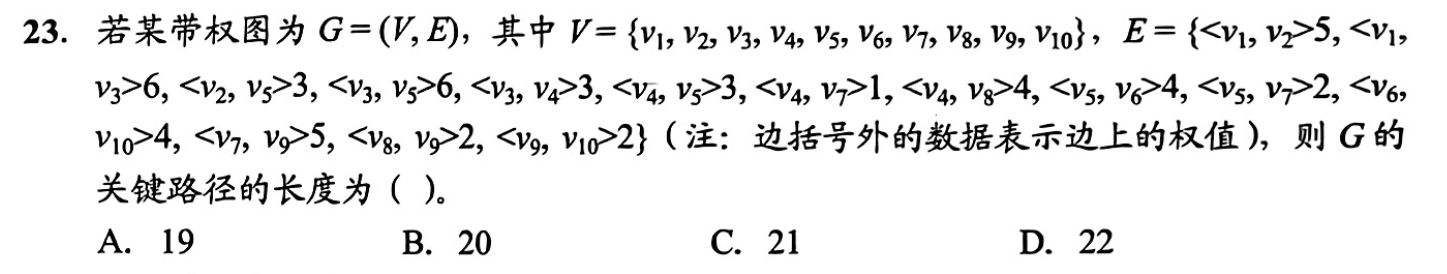 23. 若某带权图为 G=(V, E)，其中 V={v₁, v₂, v₃, v₄, v₅, v₆, v₇, v₈, v₉, v₁₀}，E={<v₁, v₂>5, <v₁,
v₃>6, <v₂, v₅>3, <v₃, v₅>6, <v₃, v₄>3, <v₄, v₅>3, <v₄, v₇>1, <v₄, v₈>4, <v₅, v₆>4, <v₅, v₇>2, <v₆,
v₁₀>4, <v₇, v₉>5, <v₈, v₉>2, <v₉, v₁₀>2}（注：边括号外的数据表示边上的权值），则 G 的
关键路径的长度为（ ）。
A. 19 B. 20 C. 21 D. 22